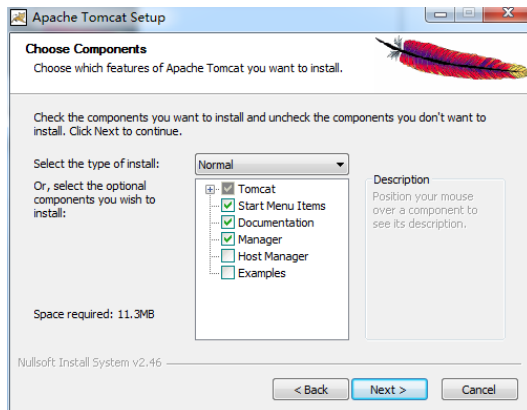 Apache Tomcat Setup
Choose Components
Choose which features of Apache Tomcat you want to install.
Check the components you want to install and uncheck the components you don't want to
install. Click Next to continue.
Select the type of install:
Normal
Or, select the optional
components you wish to
install:
Tomcat
Start Menu Items
Documentation
Manager
Host Manager
Examples
Description
Position your mouse
over a component to
see its description.
Space required: 11.3MB
Nullsoft Install System v2.46
< Back
Next >
Cancel